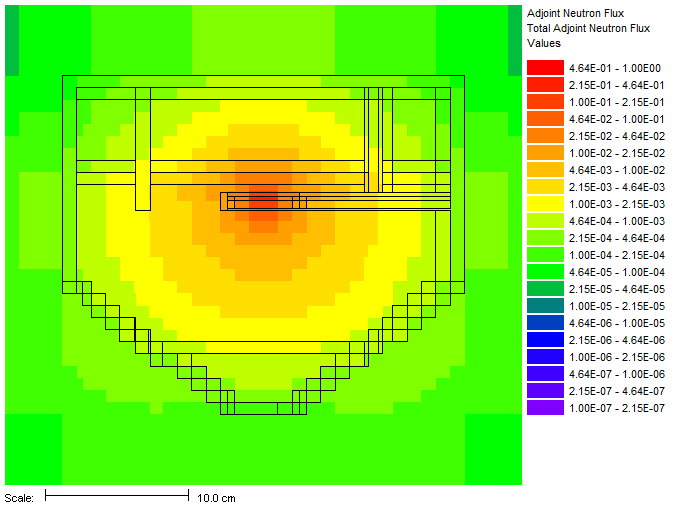 Adjoint Neutron Flux
Total Adjoint Neutron Flux
Values
4.64E-01 - 1.00E00
2.15E-01 - 4.64E-01
1.00E-01 - 2.15E-01
4.64E-02 - 1.00E-01
2.15E-02 - 4.64E-02
1.00E-02 - 2.15E-02
4.64E-03 - 1.00E-02
2.15E-03 - 4.64E-03
1.00E-03 - 2.15E-03
4.64E-04 - 1.00E-03
2.15E-04 - 4.64E-04
1.00E-04 - 2.15E-04
4.64E-05 - 1.00E-04
2.15E-05 - 4.64E-05
1.00E-05 - 2.15E-05
4.64E-06 - 1.00E-05
2.15E-06 - 4.64E-06
1.00E-06 - 2.15E-06
4.64E-07 - 1.00E-06
2.15E-07 - 4.64E-07
1.00E-07 - 2.15E-07
Scale: 10.0 cm